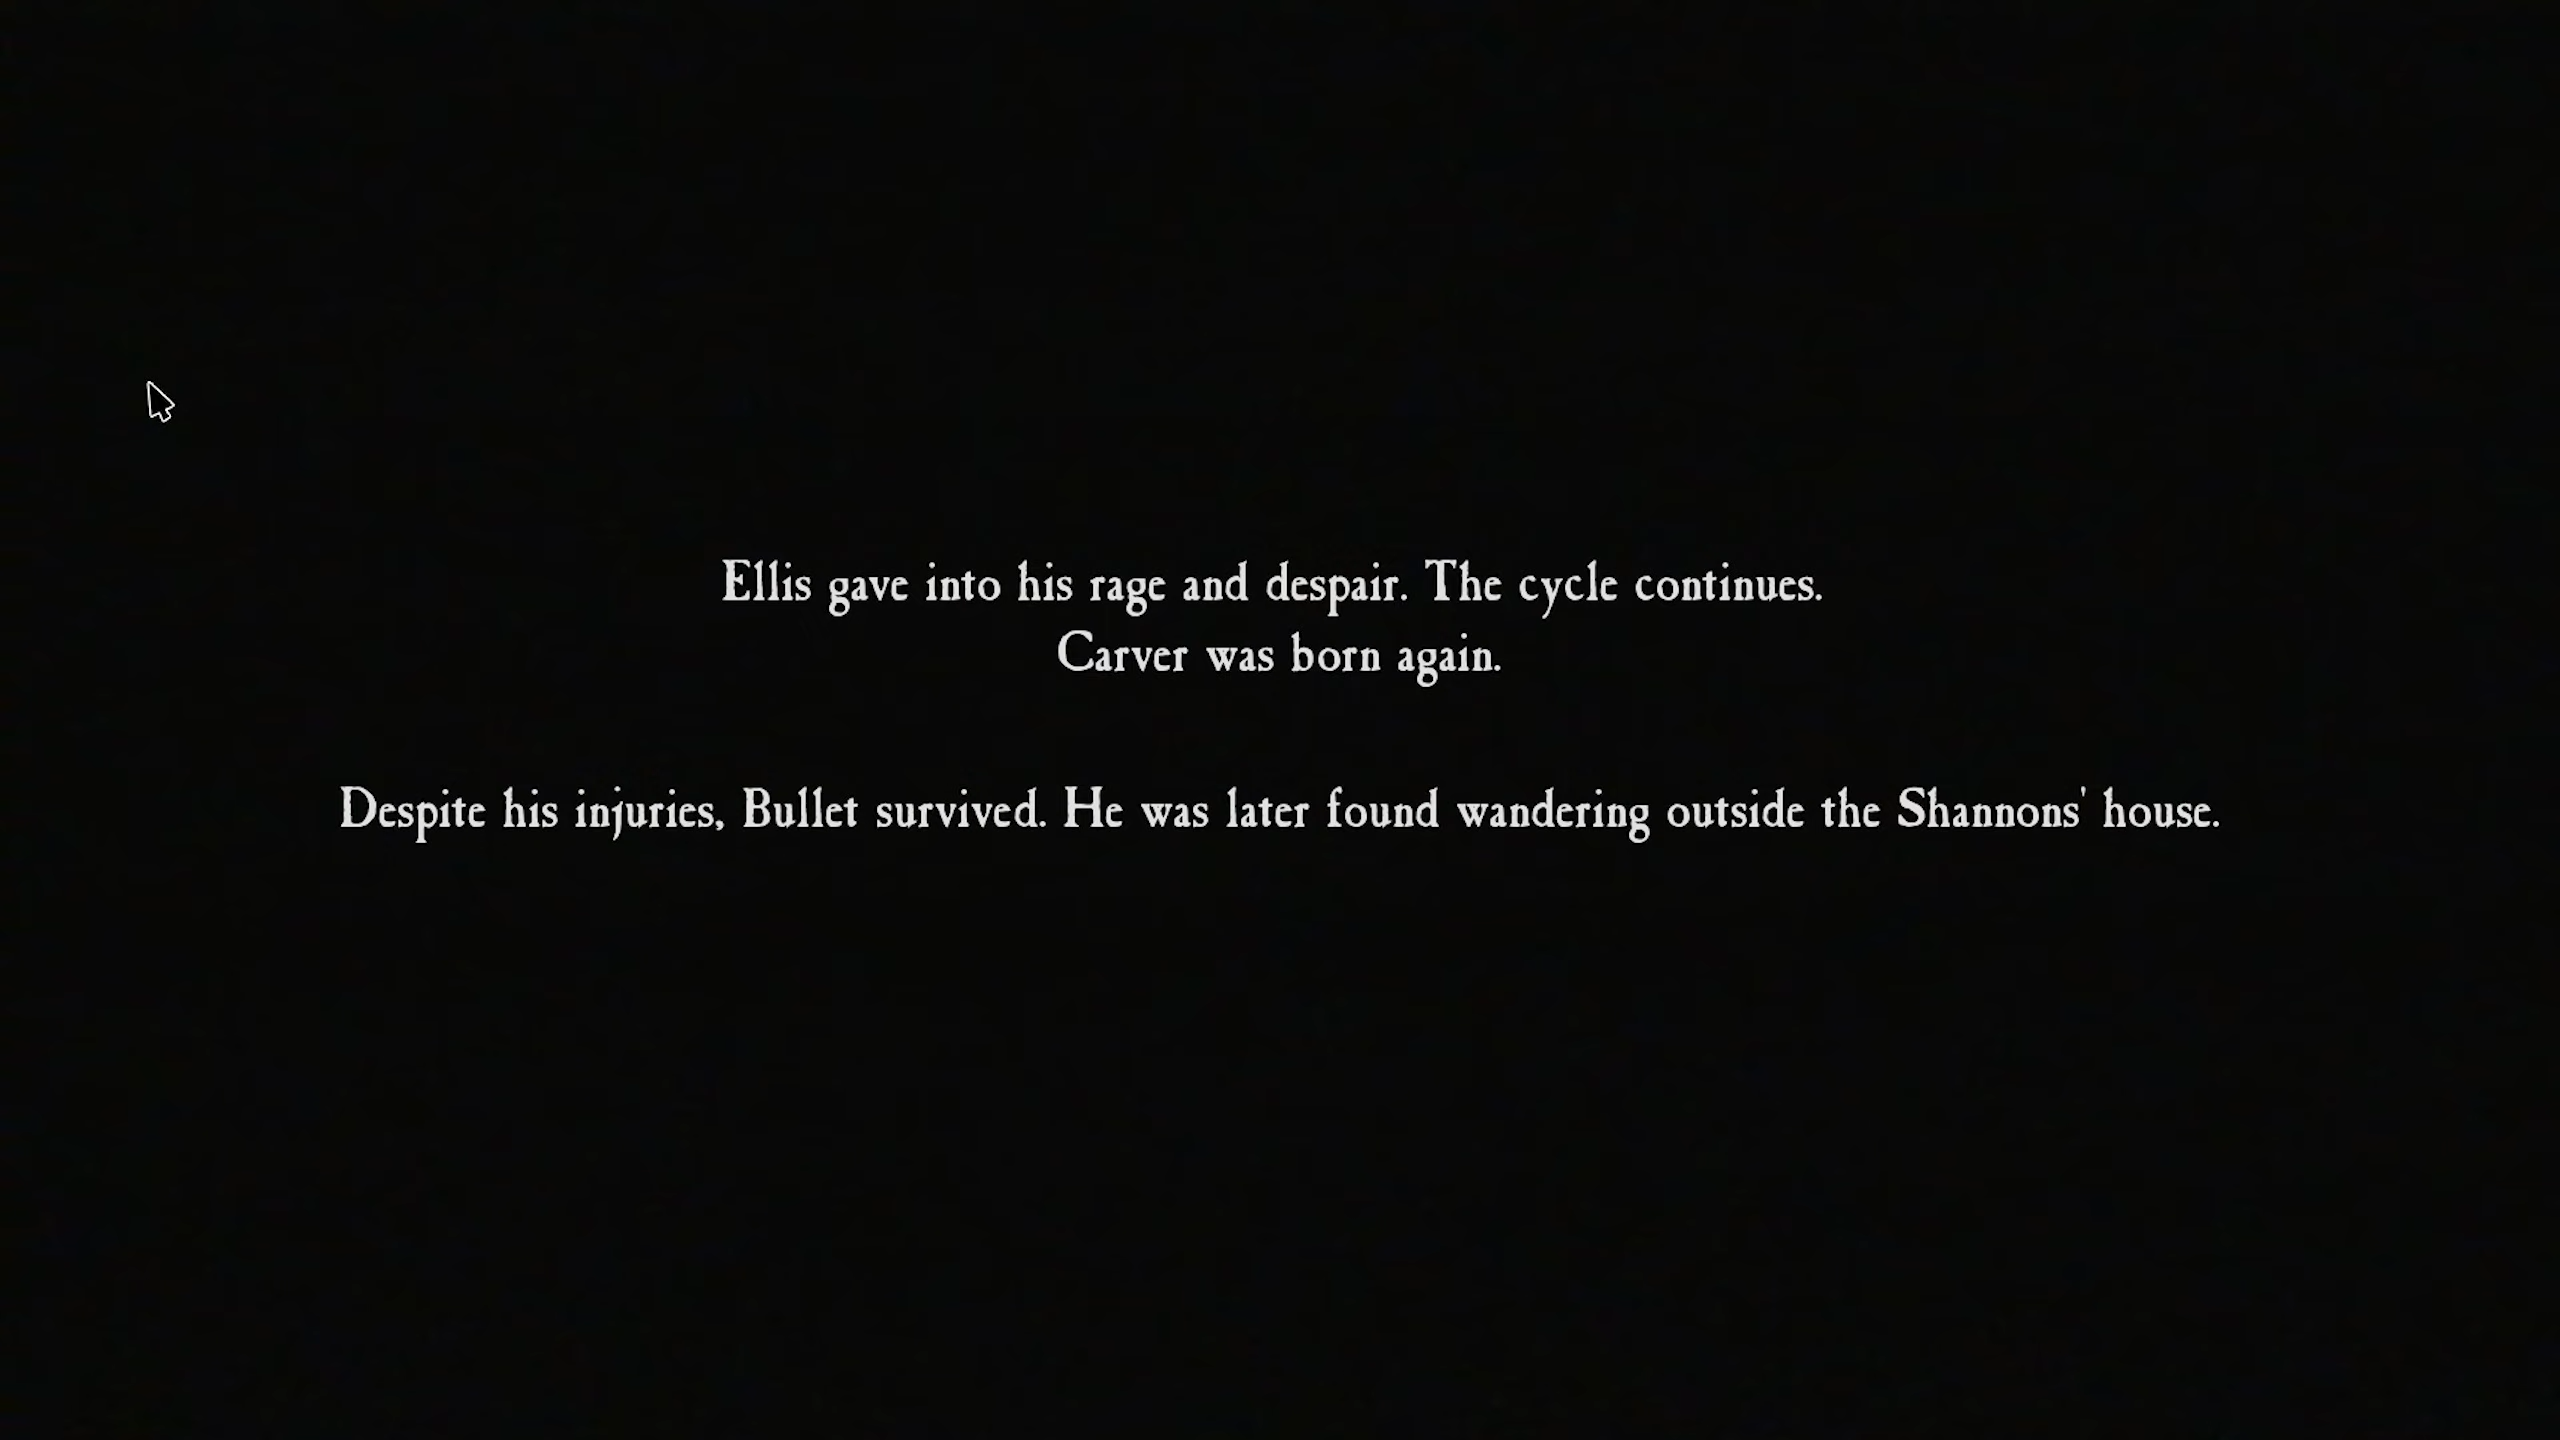 Ellis gave into his rage and despair. The cycle continues.
Carver was born again.
Despite his injuries, Bullet survived. He was later found wandering outside the Shannons' house.